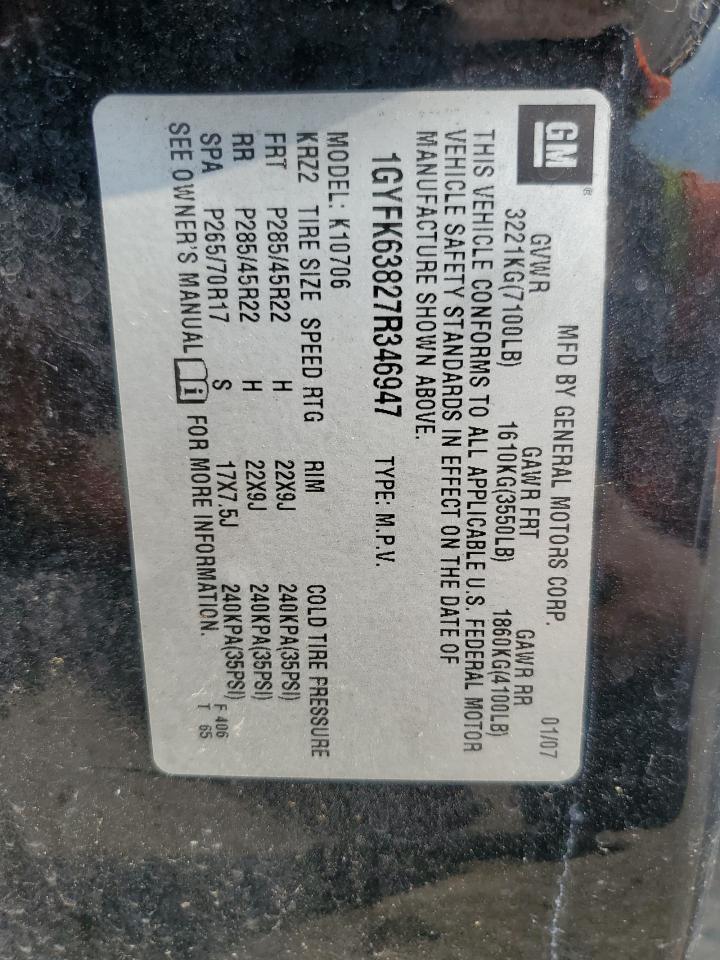 GM
®
MFD BY GENERAL MOTORS CORP. 01/07
GVWR GAWR FRT GAWR RR
3221KG(7100LB) 1610KG(3550LB) 1860KG(4100LB)
THIS VEHICLE CONFORMS TO ALL APPLICABLE U.S. FEDERAL MOTOR
VEHICLE SAFETY STANDARDS IN EFFECT ON THE DATE OF
MANUFACTURE SHOWN ABOVE.
1GYFK63827R346947 TYPE: M.P.V.
MODEL: K10706
KRZ2 TIRE SIZE SPEED RTG RIM COLD TIRE PRESSURE
FRT P285/45R22 H 22X9J 240KPA(35PSI)
RR P285/45R22 H 22X9J 240KPA(35PSI)
SPA P265/70R17 S 17X7.5J 240KPA(35PSI)
SEE OWNER'S MANUAL i FOR MORE INFORMATION.
F 406
T 65